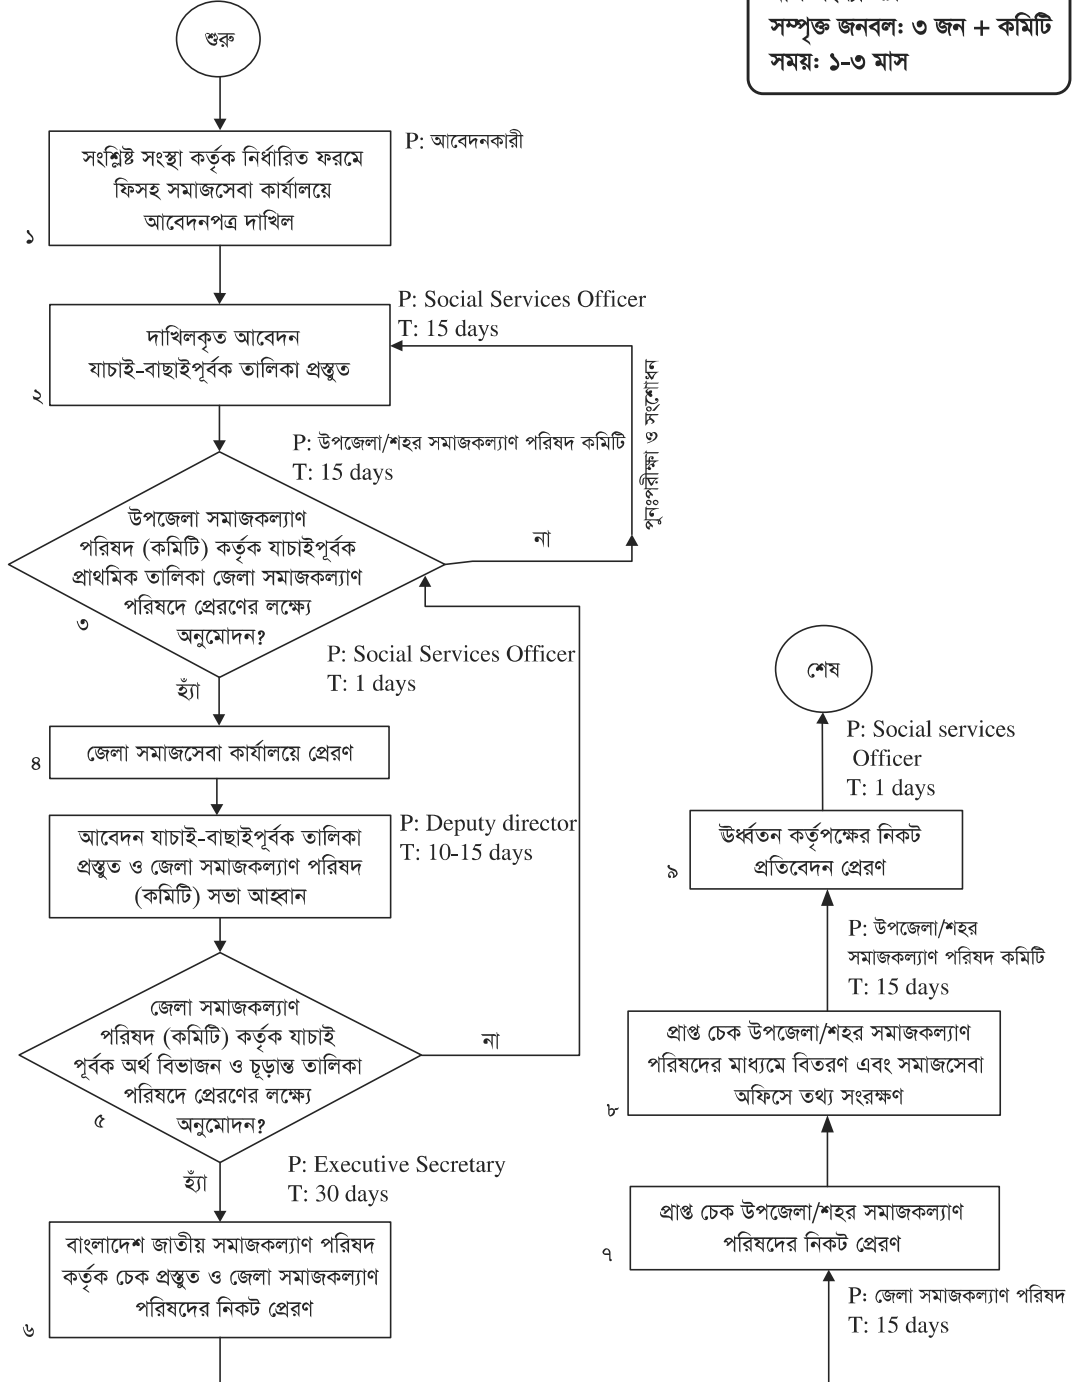 সম্পৃক্ত জনবল: ৩ জন + কমিটি
সময়: ১-৩ মাস
শুরু
P: আবেদনকারী
সংশ্লিষ্ট সংস্থা কর্তৃক নির্ধারিত ফরমে
ফিসহ সমাজসেবা কার্যালয়ে
আবেদনপত্র দাখিল
১
P: Social Services Officer
T: 15 days
দাখিলকৃত আবেদন
যাচাই-বাছাইপূর্বক তালিকা প্রস্তুত
২
পুনঃপরীক্ষা ও সংশোধন
P: উপজেলা/শহর সমাজকল্যাণ পরিষদ কমিটি
T: 15 days
উপজেলা সমাজকল্যাণ
পরিষদ (কমিটি) কর্তৃক যাচাইপূর্বক
প্রাথমিক তালিকা জেলা সমাজকল্যাণ
পরিষদে প্রেরণের লক্ষ্যে
অনুমোদন?
৩
না
হ্যাঁ
P: Social Services Officer
T: 1 days
জেলা সমাজসেবা কার্যালয়ে প্রেরণ
৪
P: Deputy director
T: 10-15 days
আবেদন যাচাই-বাছাইপূর্বক তালিকা
প্রস্তুত ও জেলা সমাজকল্যাণ পরিষদ
(কমিটি) সভা আহ্বান
জেলা সমাজকল্যাণ
পরিষদ (কমিটি) কর্তৃক যাচাই
পূর্বক অর্থ বিভাজন ও চূড়ান্ত তালিকা
পরিষদে প্রেরণের লক্ষ্যে
অনুমোদন?
৫
না
হ্যাঁ
P: Executive Secretary
T: 30 days
বাংলাদেশ জাতীয় সমাজকল্যাণ পরিষদ
কর্তৃক চেক প্রস্তুত ও জেলা সমাজকল্যাণ
পরিষদের নিকট প্রেরণ
৬
শেষ
P: Social services
Officer
T: 1 days
ঊর্ধ্বতন কর্তৃপক্ষের নিকট
প্রতিবেদন প্রেরণ
৯
P: উপজেলা/শহর
সমাজকল্যাণ পরিষদ কমিটি
T: 15 days
প্রাপ্ত চেক উপজেলা/শহর সমাজকল্যাণ
পরিষদের মাধ্যমে বিতরণ এবং সমাজসেবা
অফিসে তথ্য সংরক্ষণ
৮
প্রাপ্ত চেক উপজেলা/শহর সমাজকল্যাণ
পরিষদের নিকট প্রেরণ
৭
P: জেলা সমাজকল্যাণ পরিষদ
T: 15 days